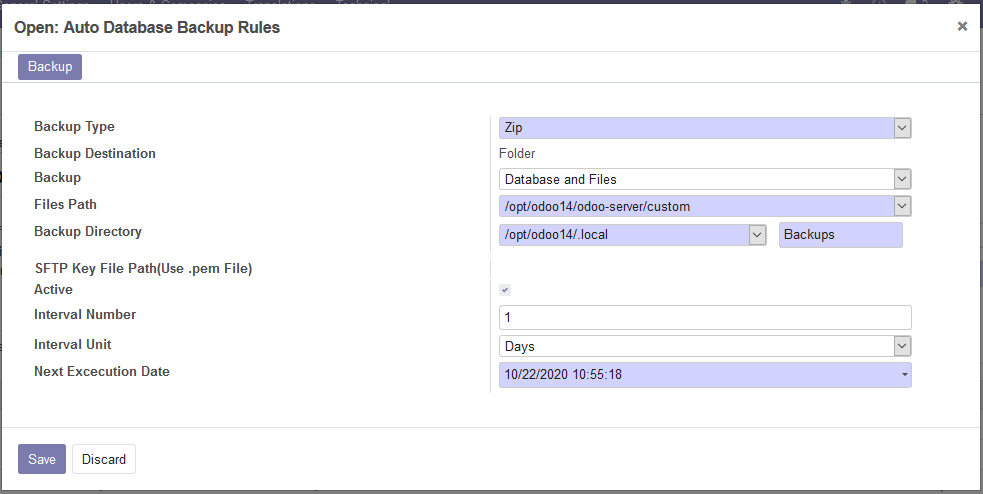 Open: Auto Database Backup Rules
Backup
Backup Type Zip
Backup Destination Folder
Backup Database and Files
Files Path /opt/odoo14/odoo-server/custom
Backup Directory /opt/odoo14/.local Backups
SFTP Key File Path(Use .pem File)
Active
Interval Number 1
Interval Unit Days
Next Excecution Date 10/22/2020 10:55:18
Save Discard